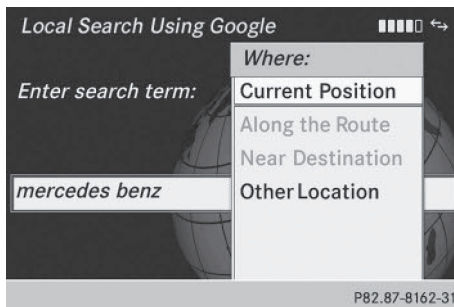 Local Search Using Google
Where:
Enter search term:
Current Position
Along the Route
Near Destination
mercedes benz
Other Location
P82.87-8162-31